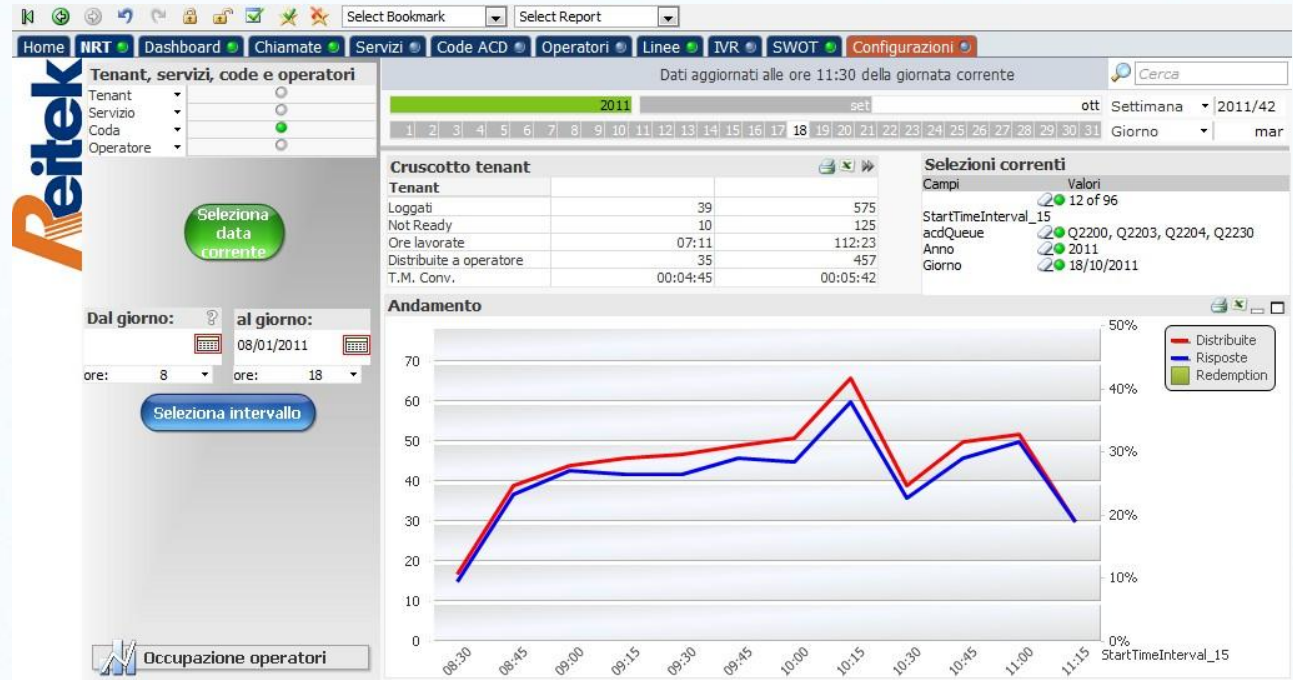 Select Bookmark Select Report
Home NRT Dashboard Chiamate Servizi Code ACD Operatori Linee IVR SWOT Configurazioni
Reitek
Tenant, servizi, code e operatori
Tenant
Servizio
Coda
Operatore
Seleziona
data
corrente
Dal giorno: ? al giorno:
08/01/2011
ore: 8 ore: 18
Seleziona intervallo
Occupazione operatori
Dati aggiornati alle ore 11:30 della giornata corrente
Cerca
2011 set ott Settimana 2011/42
1 2 3 4 5 6 7 8 9 10 11 12 13 14 15 16 17 18 19 20 21 22 23 24 25 26 27 28 29 30 31 Giorno mar
Cruscotto tenant
Tenant
Loggati 39 575
Not Ready 10 125
Ore lavorate 07:11 112:23
Distribuite a operatore 35 457
T.M. Conv. 00:04:45 00:05:42
Selezioni correnti
Campi Valori
12 of 96
StartTimeInterval_15
acdQueue Q2200, Q2203, Q2204, Q2230
Anno 2011
Giorno 18/10/2011
Andamento
50%
70
40%
60
50
30%
40
30
20%
20
10%
10
0
0%
08:30 08:45 09:00 09:15 09:30 09:45 10:00 10:15 10:30 10:45 11:00 11:15
StartTimeInterval_15
Distribuite
Risposte
Redemption